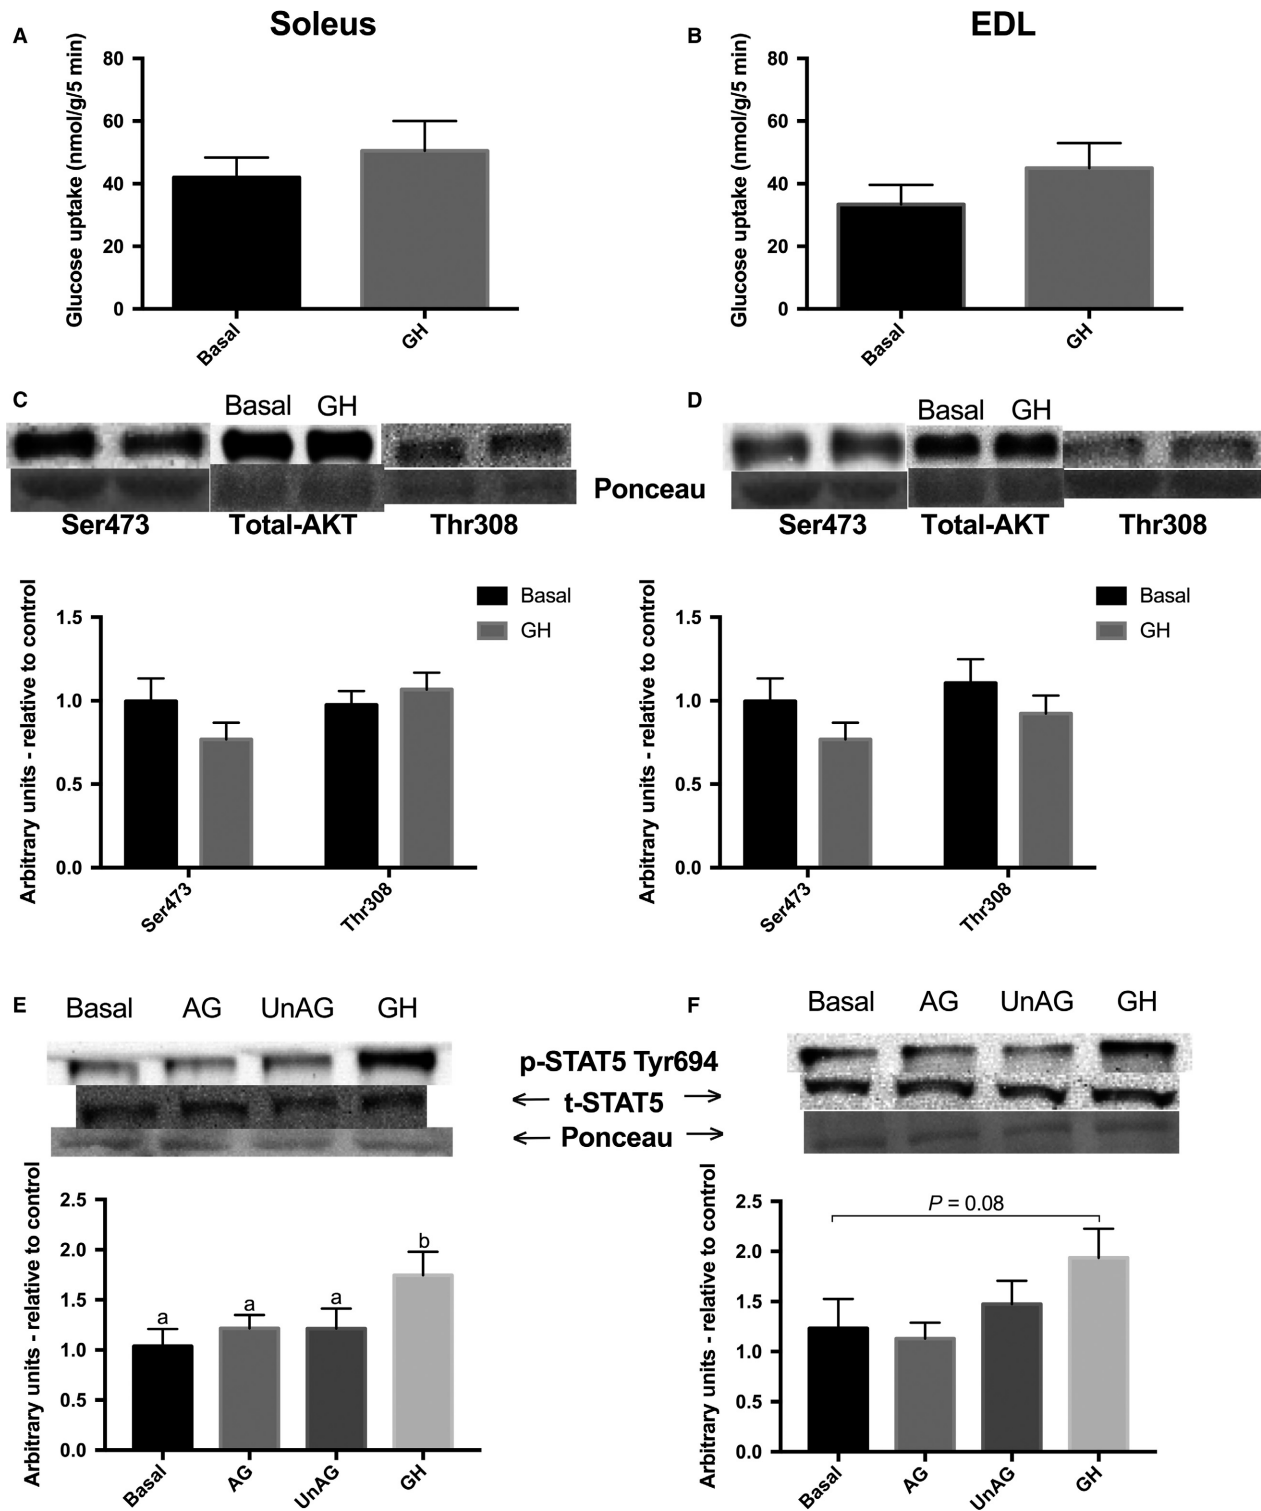 A
Soleus
Glucose uptake (nmol/g/5 min)
80
60
40
20
0
Basal
GH
B
EDL
Glucose uptake (nmol/g/5 min)
80
60
40
20
0
Basal
GH
C
Basal GH
Ponceau
Ser473 Total-AKT Thr308
Arbitrary units - relative to control
1.5
1.0
0.5
0.0
Basal
GH
Ser473
Thr308
D
Basal GH
Ser473 Total-AKT Thr308
Arbitrary units - relative to control
1.5
1.0
0.5
0.0
Basal
GH
Ser473
Thr308
E
Basal AG UnAG GH
p-STAT5 Tyr694
← t-STAT5 →
← Ponceau →
Arbitrary units - relative to control
2.5
2.0
1.5
1.0
0.5
0.0
a
a
a
b
Basal
AG
UnAG
GH
F
Basal AG UnAG GH
Arbitrary units - relative to control
2.5
2.0
1.5
1.0
0.5
0.0
P = 0.08
Basal
AG
UnAG
GH